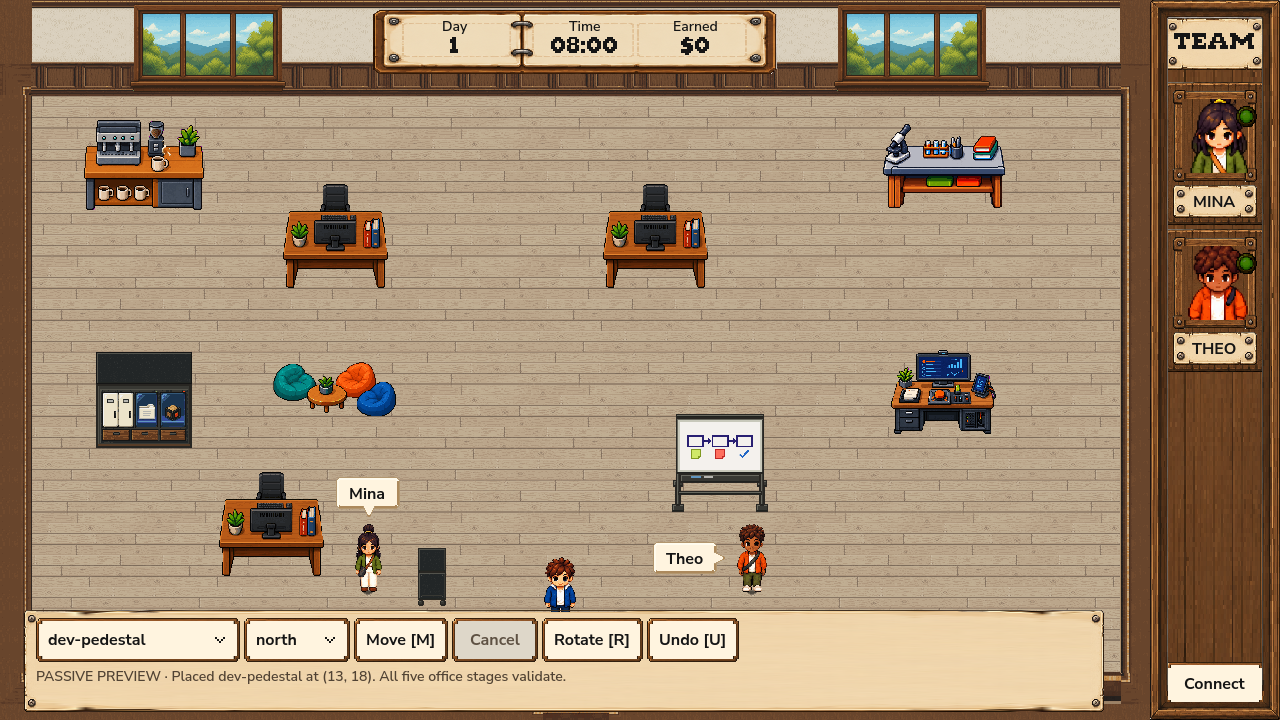 Day
1
Time
08:00
Earned
$0
TEAM
MINA
THEO
Mina
Theo
dev-pedestal
north
Move [M]
Cancel
Rotate [R]
Undo [U]
PASSIVE PREVIEW · Placed dev-pedestal at (13, 18). All five office stages validate.
Connect